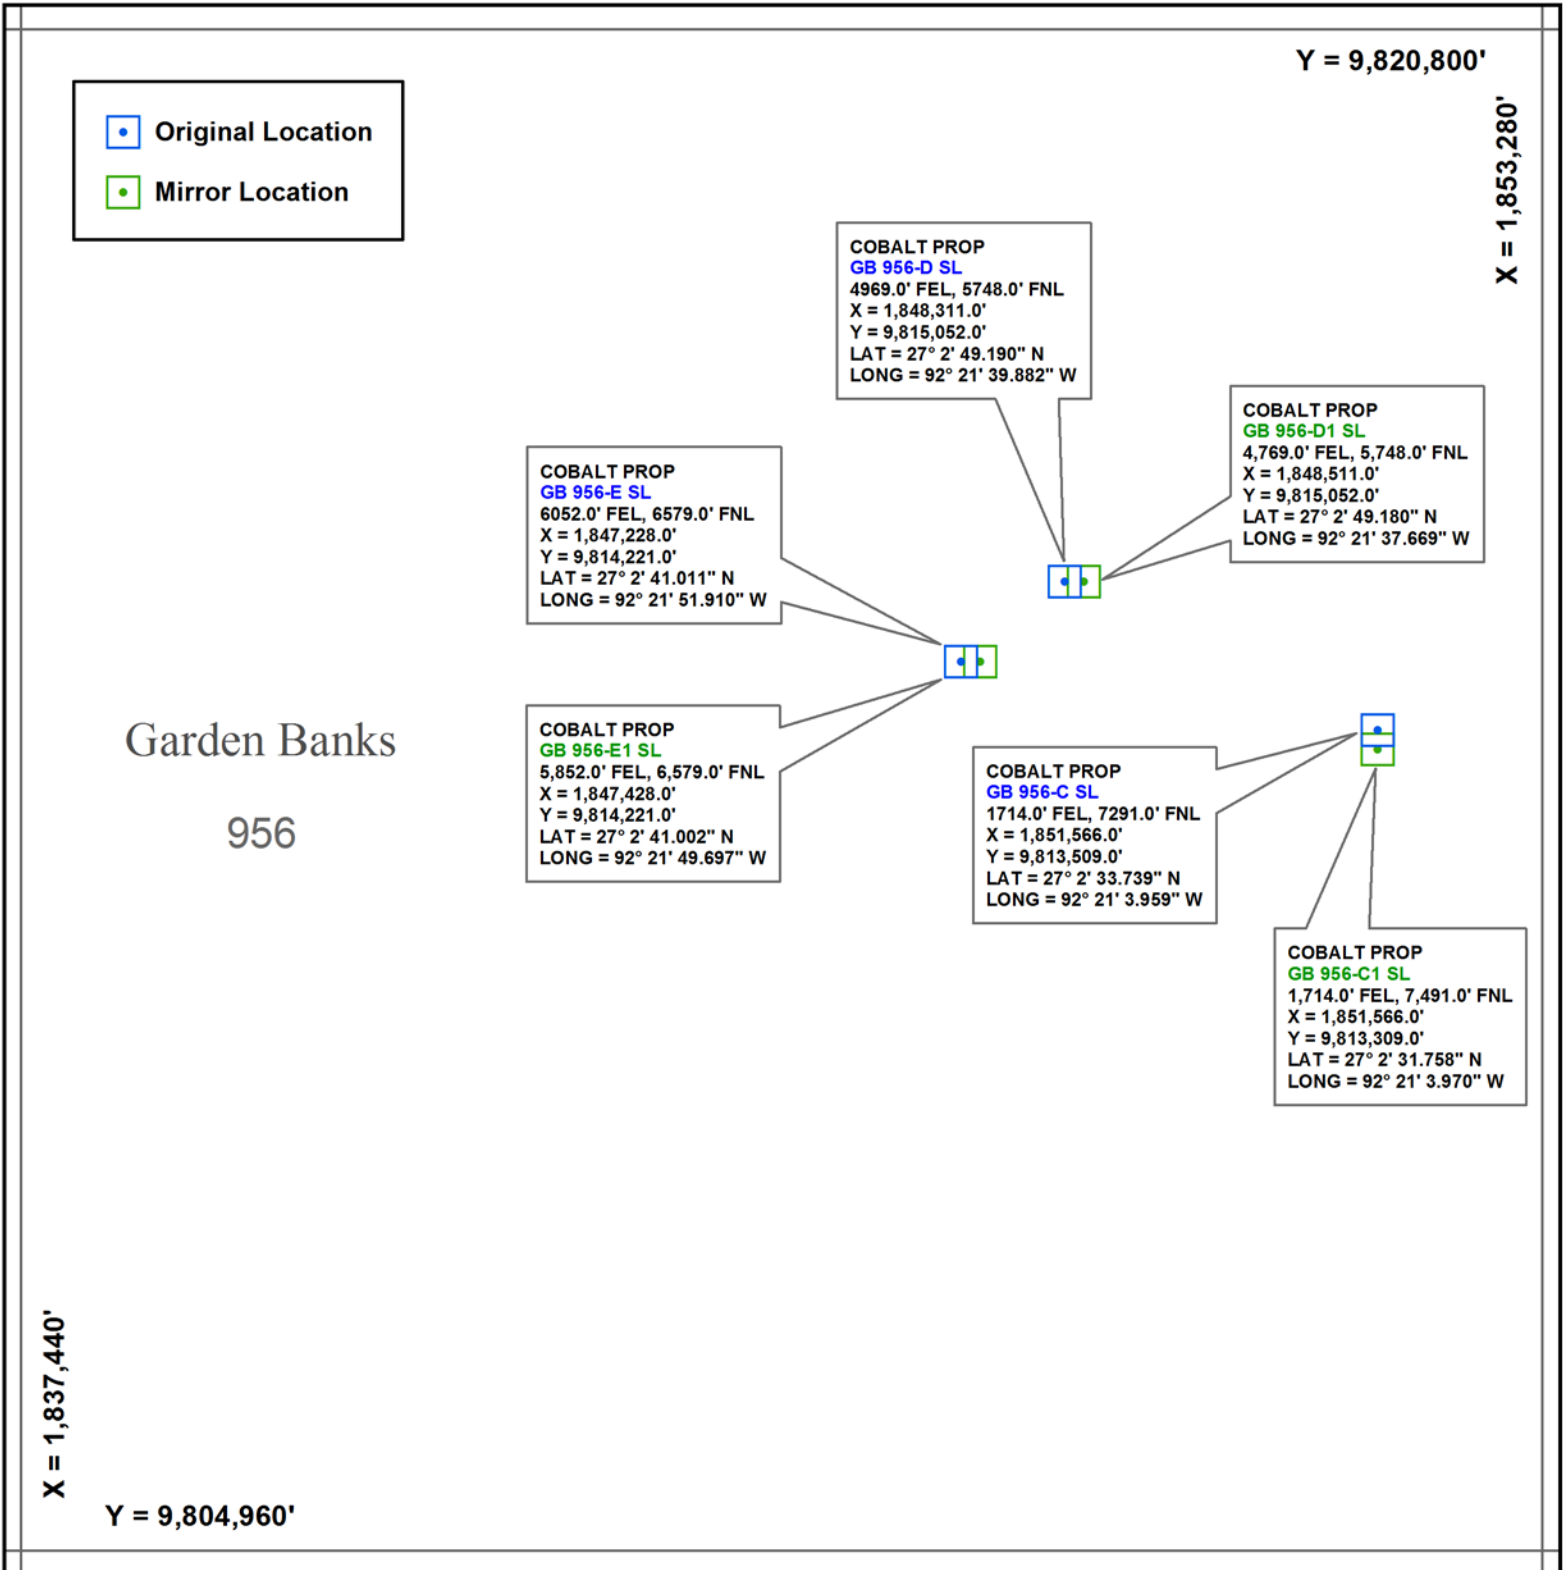 Y = 9,820,800'
X = 1,853,280'
Original Location
Mirror Location
COBALT PROP
GB 956-D SL
4969.0' FEL, 5748.0' FNL
X = 1,848,311.0'
Y = 9,815,052.0'
LAT = 27° 2' 49.190" N
LONG = 92° 21' 39.882" W
COBALT PROP
GB 956-D1 SL
4,769.0' FEL, 5,748.0' FNL
X = 1,848,511.0'
Y = 9,815,052.0'
LAT = 27° 2' 49.180" N
LONG = 92° 21' 37.669" W
COBALT PROP
GB 956-E SL
6052.0' FEL, 6579.0' FNL
X = 1,847,228.0'
Y = 9,814,221.0'
LAT = 27° 2' 41.011" N
LONG = 92° 21' 51.910" W
COBALT PROP
GB 956-E1 SL
5,852.0' FEL, 6,579.0' FNL
X = 1,847,428.0'
Y = 9,814,221.0'
LAT = 27° 2' 41.002" N
LONG = 92° 21' 49.697" W
Garden Banks
956
COBALT PROP
GB 956-C SL
1714.0' FEL, 7291.0' FNL
X = 1,851,566.0'
Y = 9,813,509.0'
LAT = 27° 2' 33.739" N
LONG = 92° 21' 3.959" W
COBALT PROP
GB 956-C1 SL
1,714.0' FEL, 7,491.0' FNL
X = 1,851,566.0'
Y = 9,813,309.0'
LAT = 27° 2' 31.758" N
LONG = 92° 21' 3.970" W
X = 1,837,440'
Y = 9,804,960'